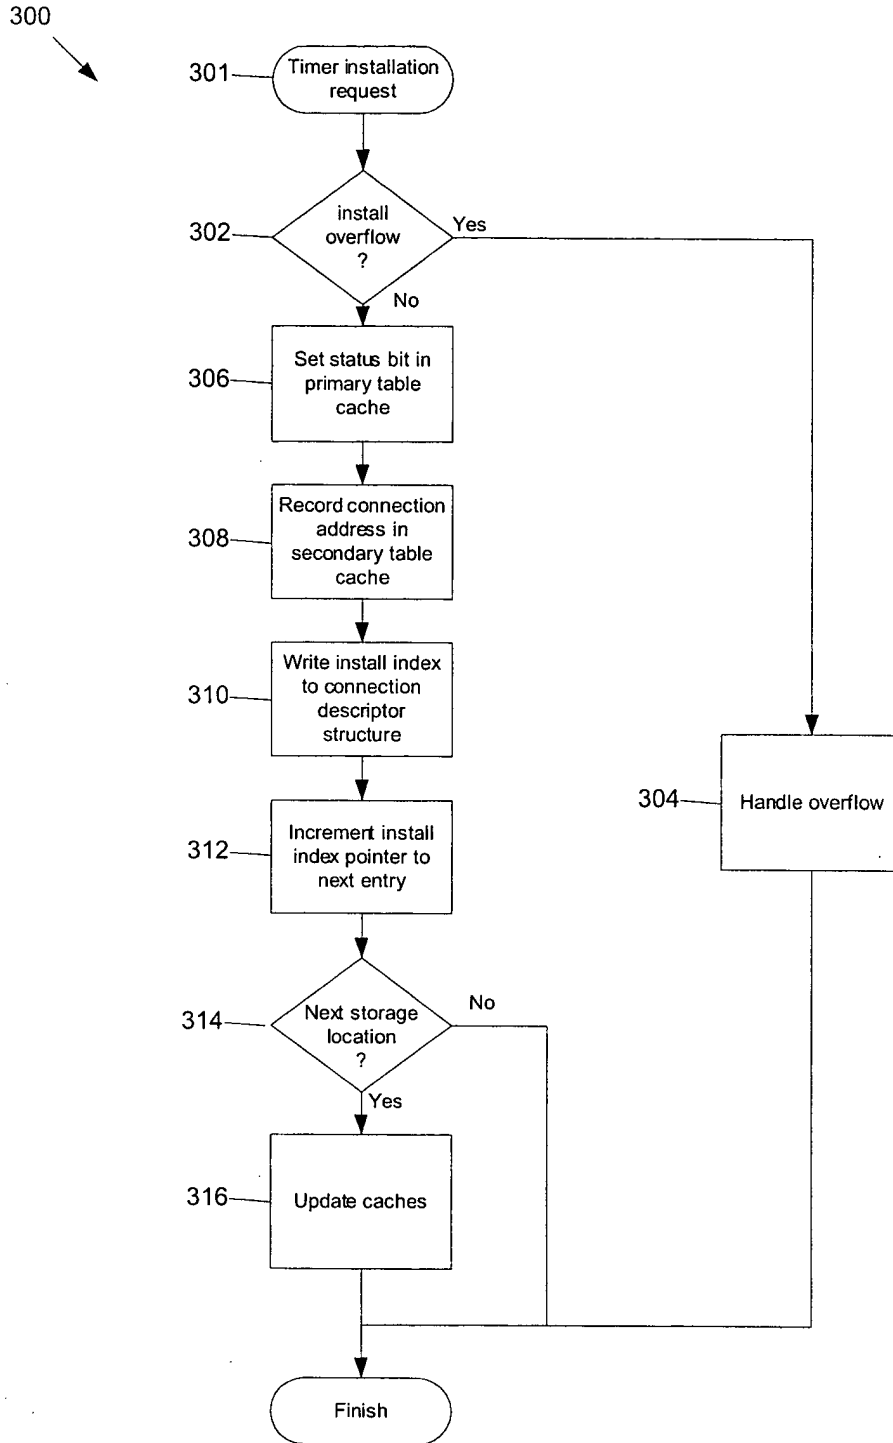 300
301
Timer installation
request
302
install
overflow
?
Yes
No
306
Set status bit in
primary table
cache
308
Record connection
address in
secondary table
cache
310
Write install index
to connection
descriptor
structure
304
Handle overflow
312
Increment install
index pointer to
next entry
314
Next storage
location
?
No
Yes
316
Update caches
Finish